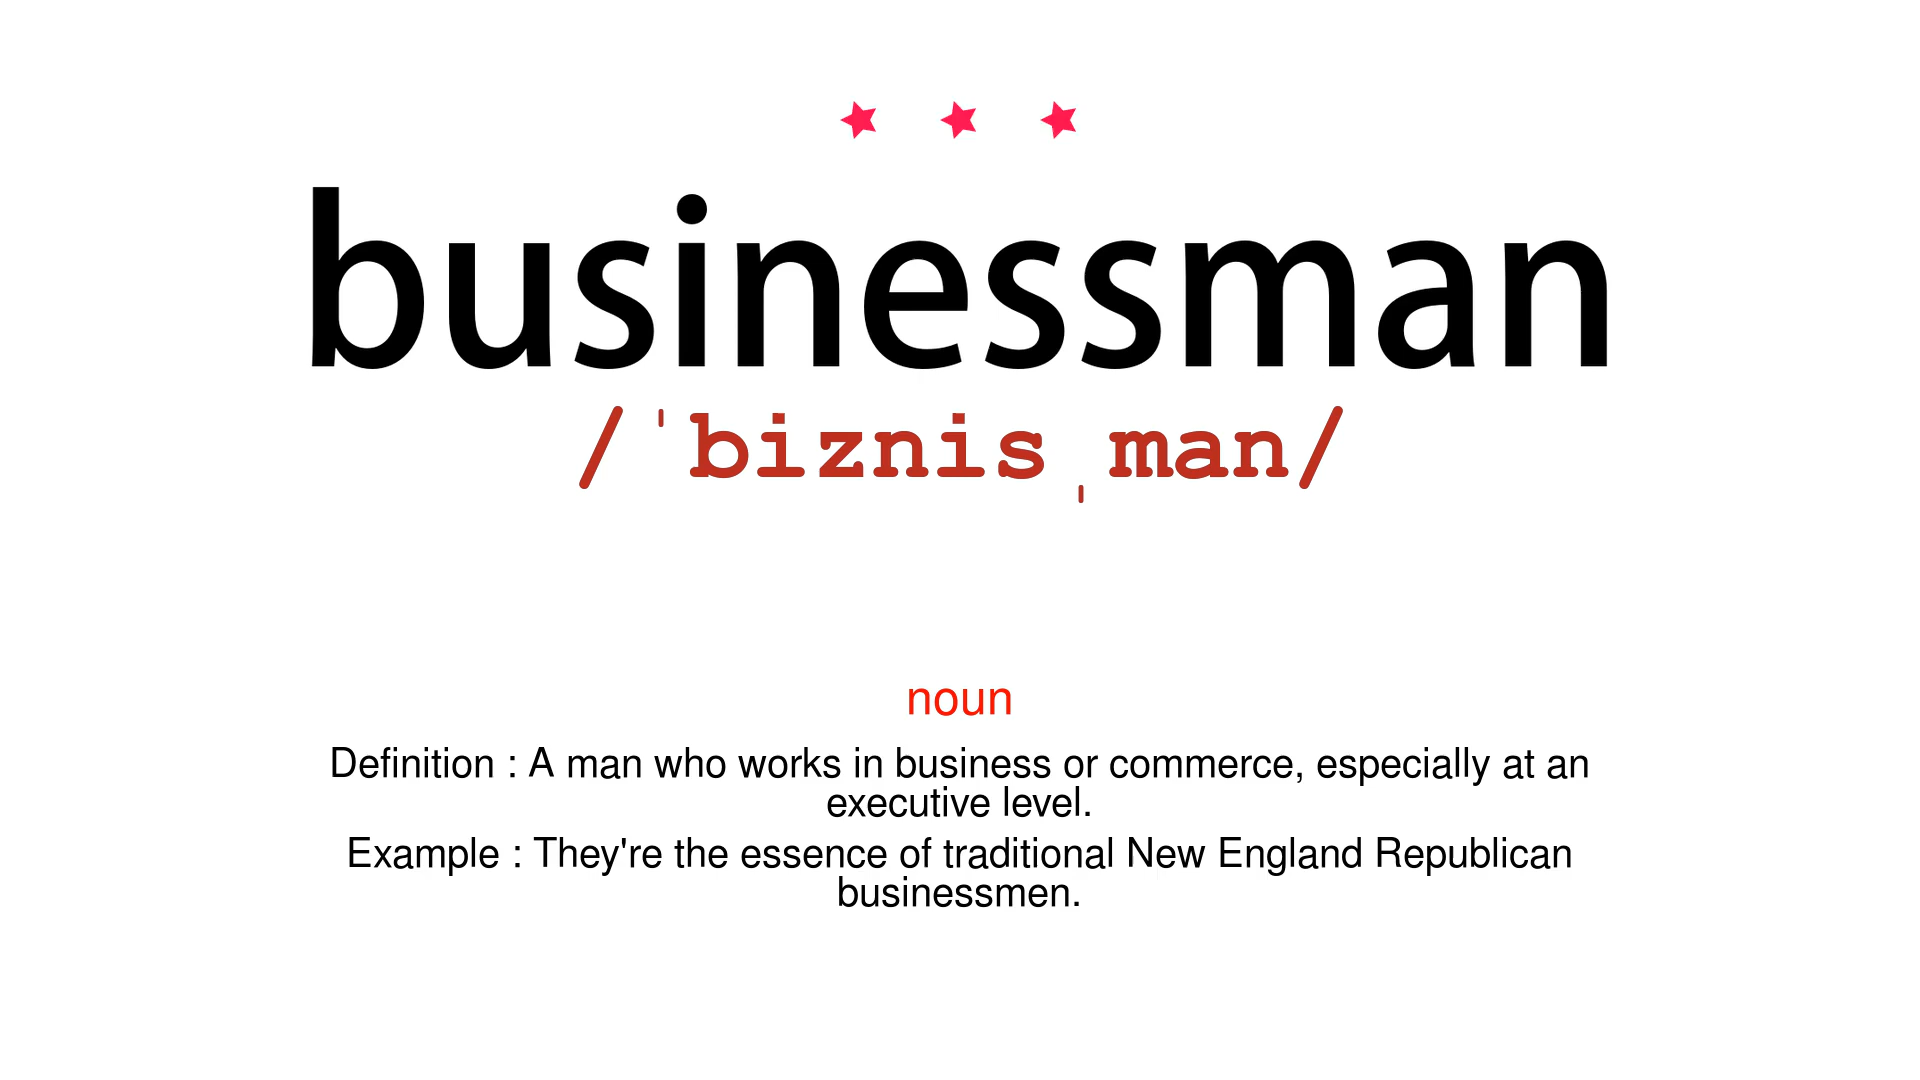 businessman
/ˈbiznisˌman/
noun
Definition : A man who works in business or commerce, especially at an
executive level.
Example : They're the essence of traditional New England Republican
businessmen.